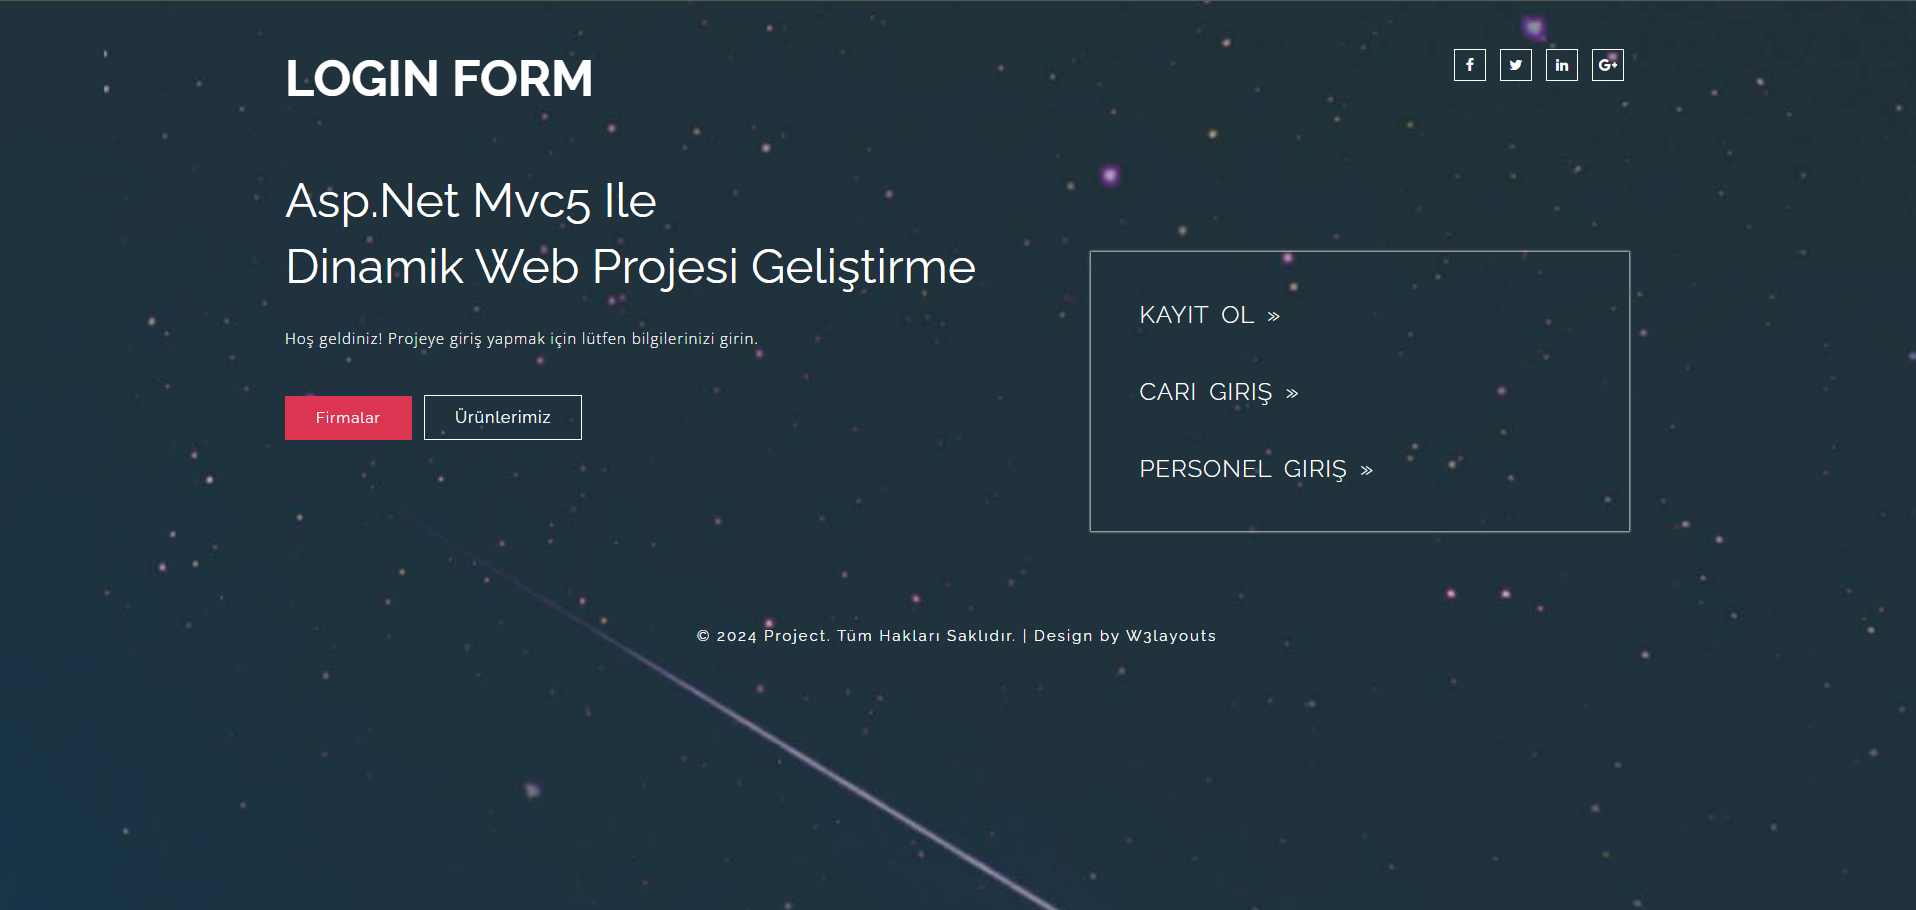 LOGIN FORM
Asp.Net Mvc5 Ile
Dinamik Web Projesi Geliştirme
Hoş geldiniz! Projeye giriş yapmak için lütfen bilgilerinizi girin.
Firmalar
Ürünlerimiz
KAYIT OL »
CARI GIRIŞ »
PERSONEL GIRIŞ »
© 2024 Project. Tüm Hakları Saklıdır. | Design by W3layouts